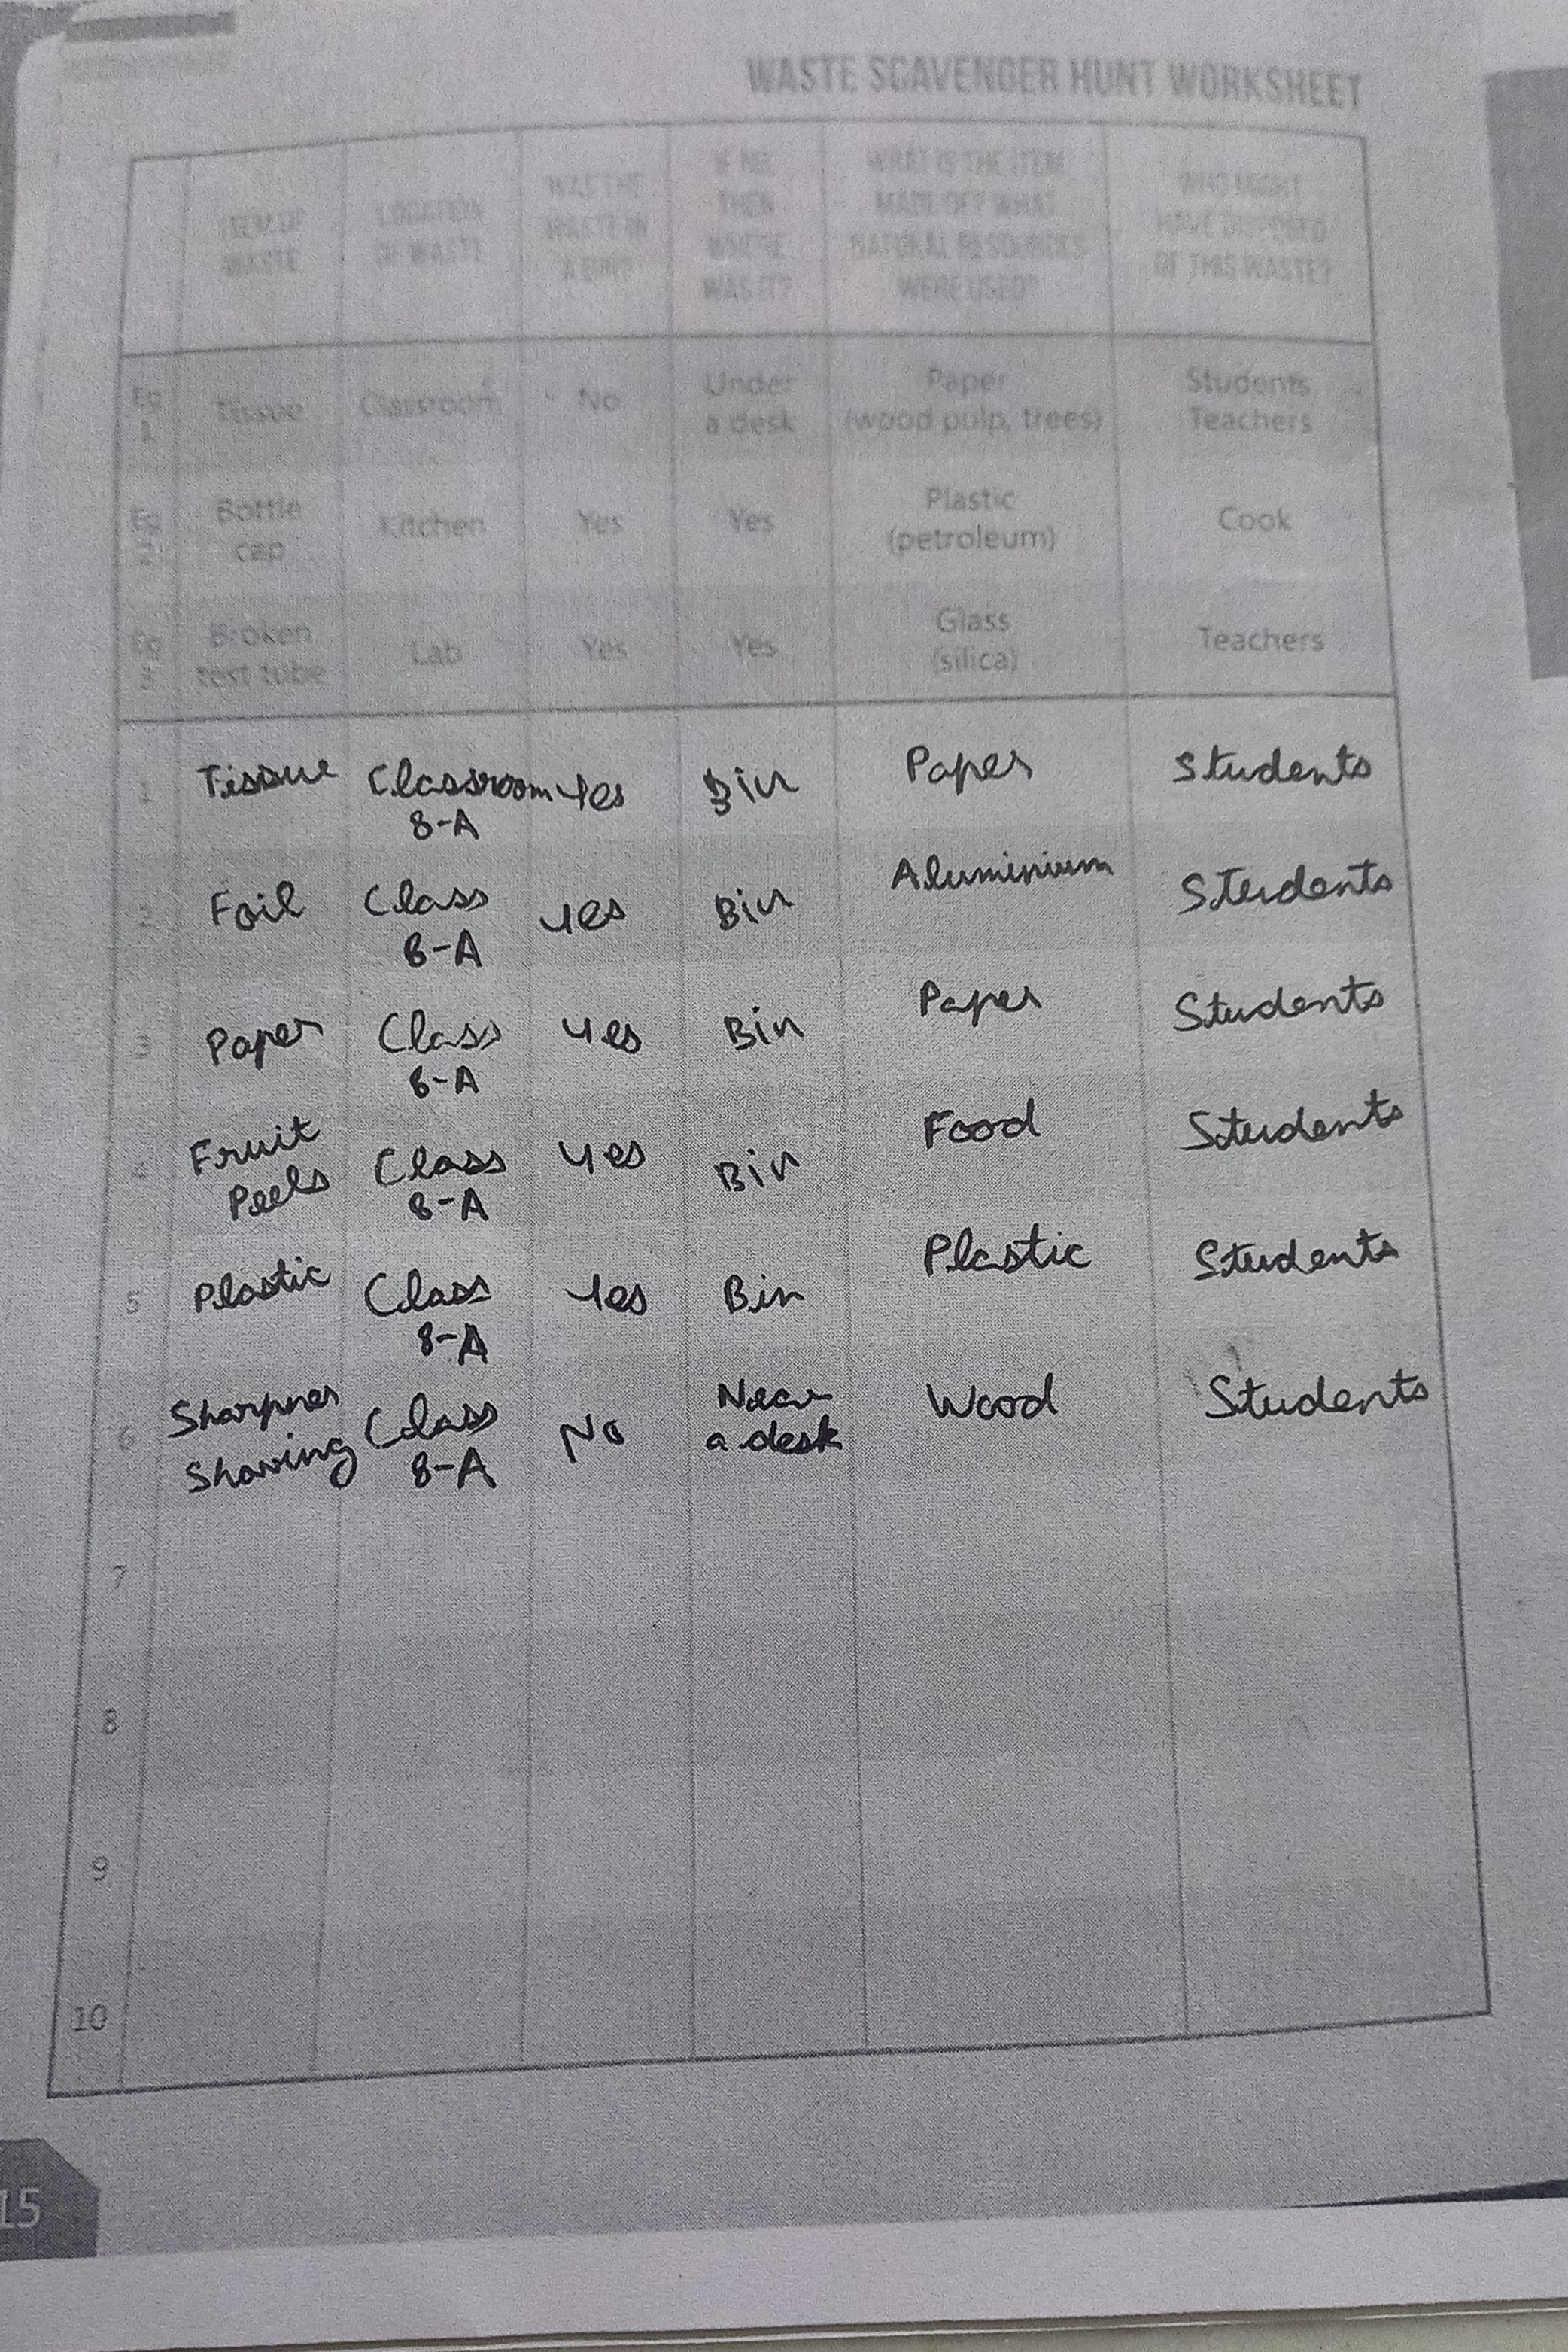 WASTE SCAVENGER HUNT WORKSHEET
ITEM OF WASTE
LOCATION OF WASTE
WAS THE WASTE IN A BIN?
IF NO, THEN WHERE WAS IT?
WHAT IS THE ITEM MADE OF? WHAT NATURAL RESOURCES WERE USED?
WHO MIGHT HAVE DISPOSED OF THIS WASTE?
Eg 1 Tissue Classroom No Under a desk Paper (wood pulp, trees) Students Teachers
Eg 2 Bottle cap Kitchen Yes Yes Plastic (petroleum) Cook
Eg 3 Broken test tube Lab Yes Yes Glass (silica) Teachers
1 Tissue Classroom 8-A Yes Bin Paper Students
2 Foil Class 8-A Yes Bin Aluminium Students
3 Paper Class 8-A Yes Bin Paper Students
4 Fruit Peels Class 8-A Yes Bin Food Students
5 Plastic Class 8-A Yes Bin Plastic Students
6 Sharpner Shaving Class 8-A No Near a desk Wood Students
7
8
9
10
15